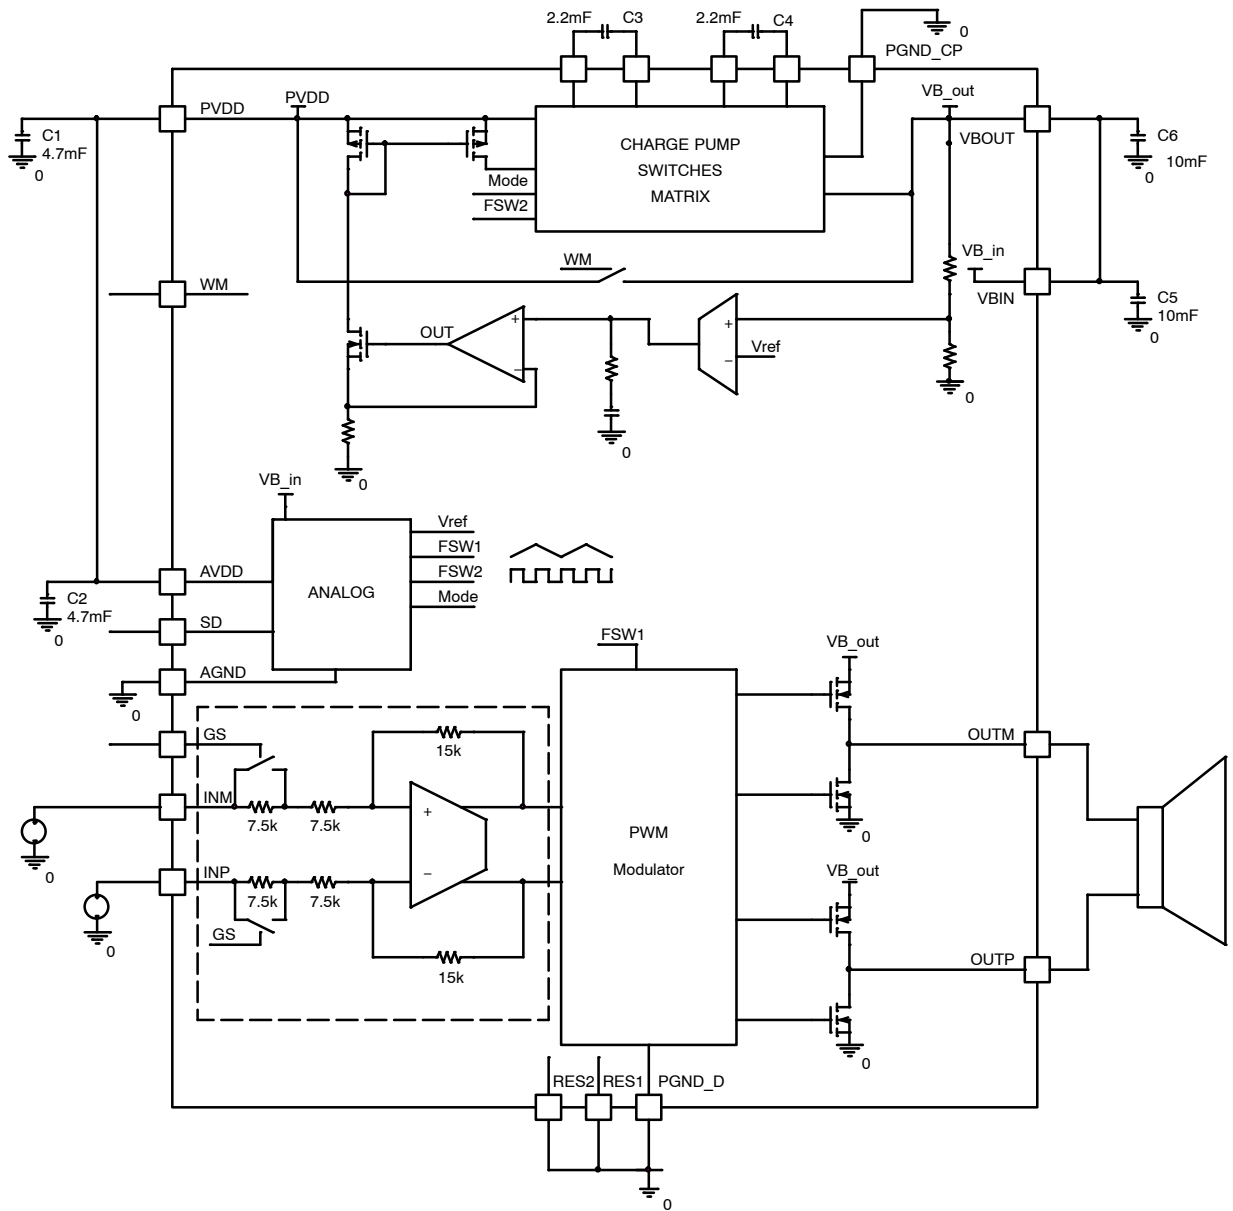 2.2mF C3
2.2mF C4
0
PGND_CP
PVDD
PVDD
VB_out
VBOUT
C1
4.7mF
0
C6
10mF
0
CHARGE PUMP
SWITCHES
MATRIX
Mode
FSW2
WM
WM
VB_in
VBIN
C5
10mF
0
OUT
+
–
+
–
Vref
0
0
0
VB_in
ANALOG
Vref
FSW1
FSW2
Mode
AVDD
C2
4.7mF
0
SD
AGND
0
FSW1
VB_out
GS
15k
OUTM
INM
7.5k
7.5k
+
–
0
PWM
Modulator
0
INP
7.5k
7.5k
0
GS
15k
VB_out
OUTP
0
RES2
RES1
PGND_D
0